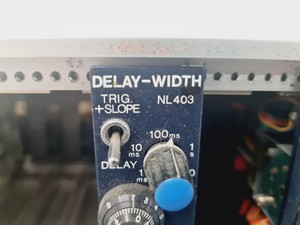 DELAY-WIDTH
TRIG. NL403
+SLOPE
100ms
10 ms 1 s
DELAY